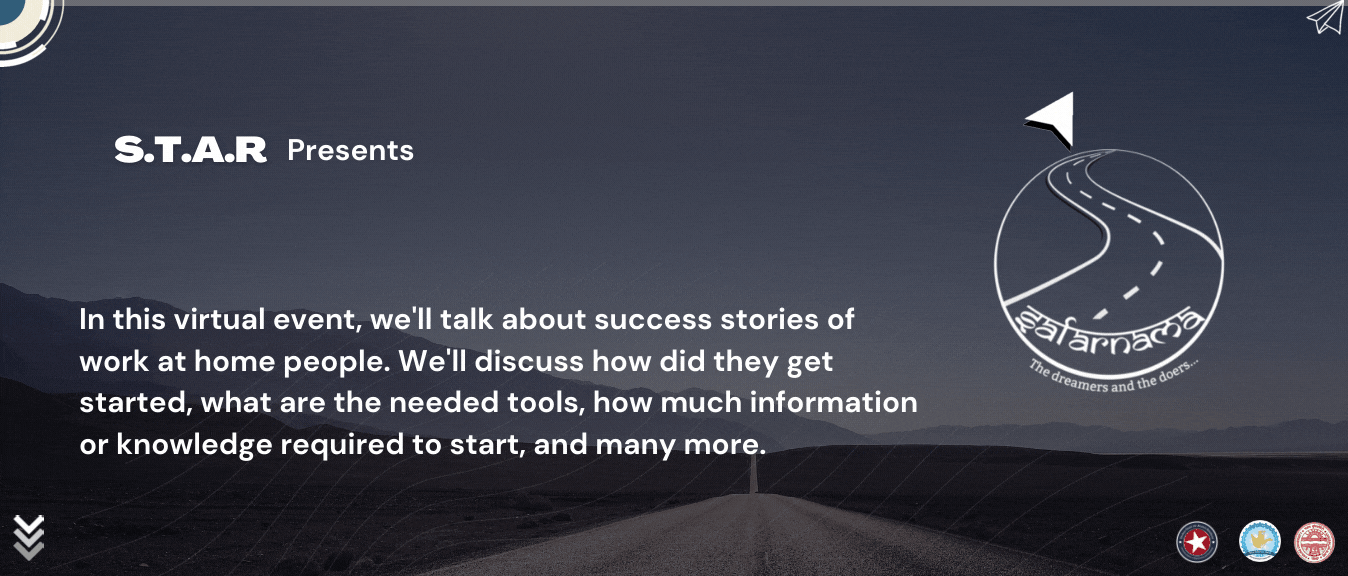 S.T.A.R Presents
In this virtual event, we'll talk about success stories of
work at home people. We'll discuss how did they get
started, what are the needed tools, how much information
or knowledge required to start, and many more.
Safarnama
The dreamers and the doers...